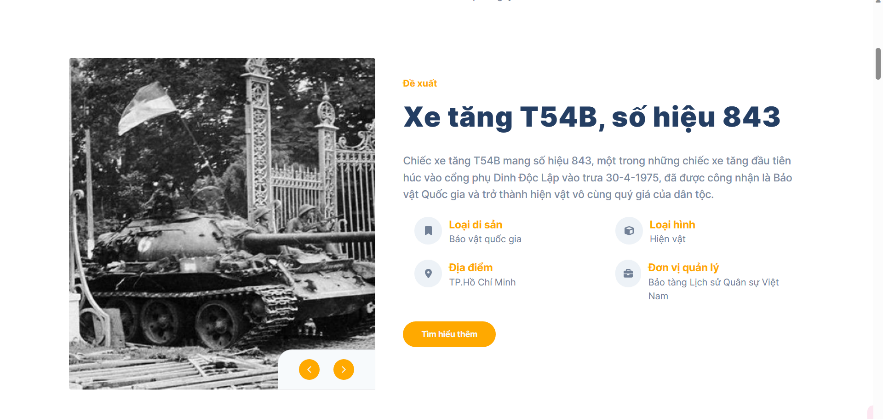 Đề xuất
Xe tăng T54B, số hiệu 843
Chiếc xe tăng T54B mang số hiệu 843, một trong những chiếc xe tăng đầu tiên
húc vào cổng phụ Dinh Độc Lập vào trưa 30-4-1975, đã được công nhận là Bảo
vật Quốc gia và trở thành hiện vật vô cùng quý giá của dân tộc.
Loại di sản
Bảo vật quốc gia
Loại hình
Hiện vật
Địa điểm
TP.Hồ Chí Minh
Đơn vị quản lý
Bảo tàng Lịch sử Quân sự Việt
Nam
Tìm hiểu thêm